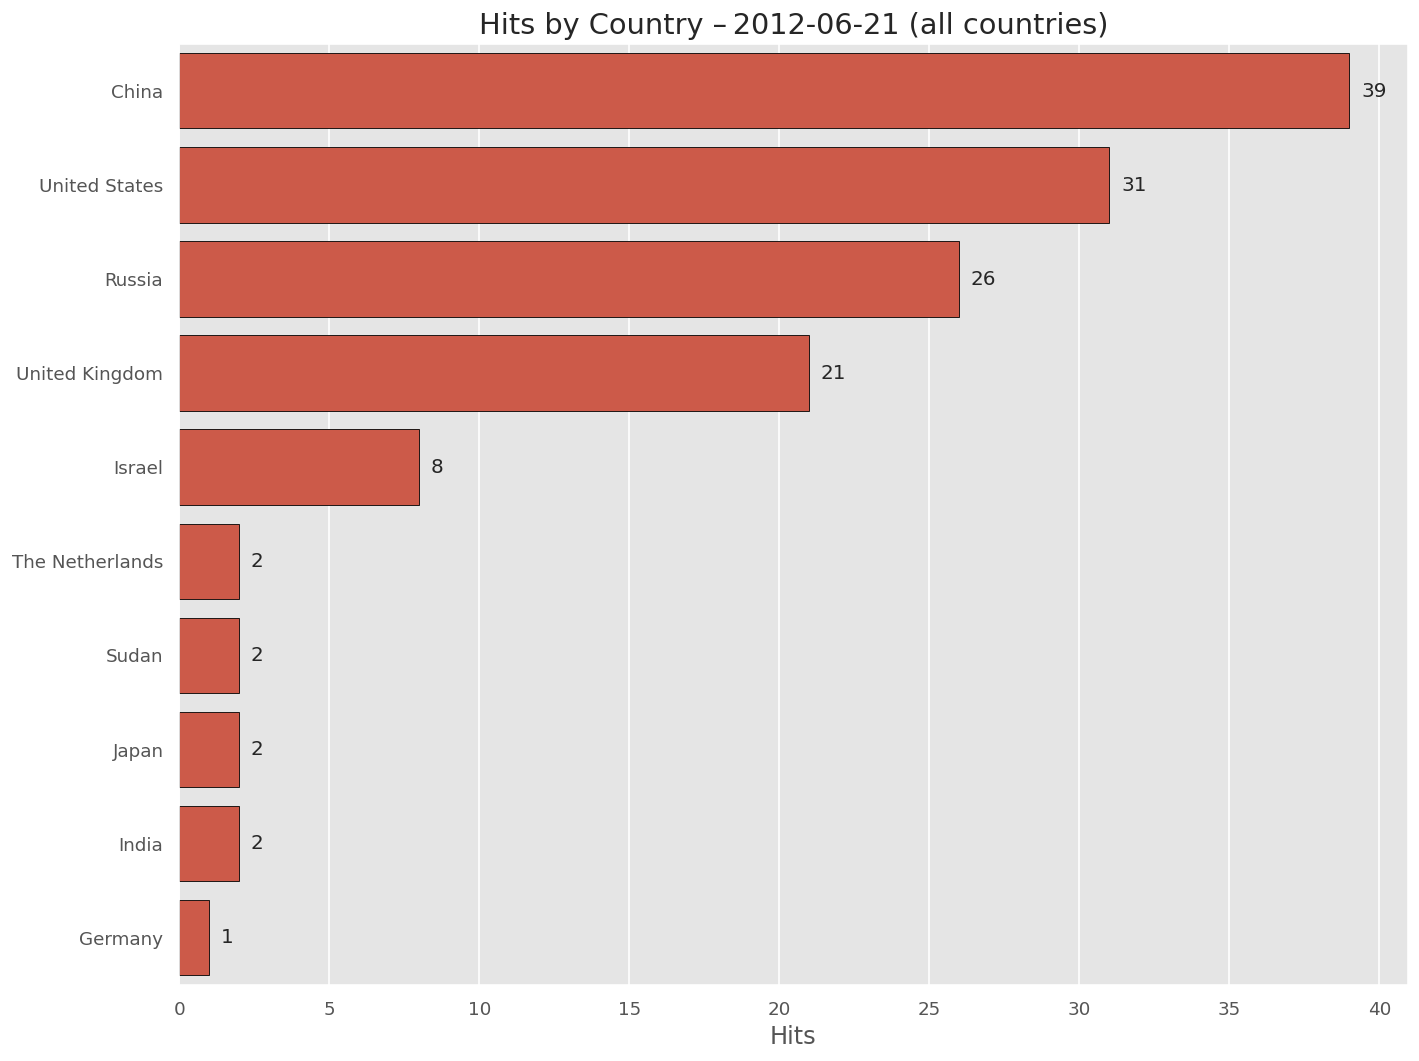 Hits by Country – 2012-06-21 (all countries)
China 39
United States 31
Russia 26
United Kingdom 21
Israel 8
The Netherlands 2
Sudan 2
Japan 2
India 2
Germany 1
0 5 10 15 20 25 30 35 40
Hits